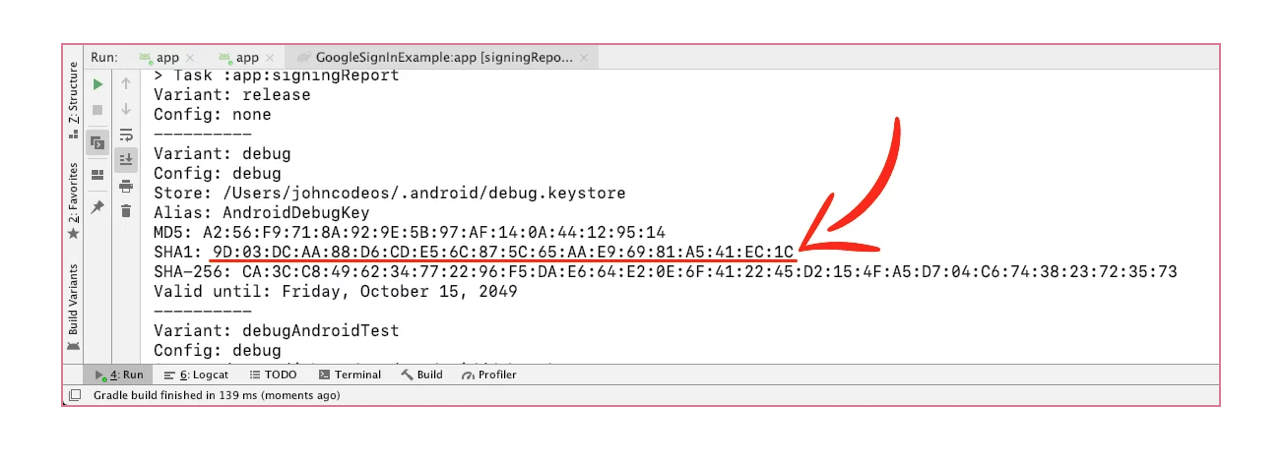 Run: app × app × GoogleSignInExample:app [signingRepo... ×
Z: Structure
2: Favorites
Build Variants
> Task :app:signingReport
Variant: release
Config: none
----------
Variant: debug
Config: debug
Store: /Users/johncodeos/.android/debug.keystore
Alias: AndroidDebugKey
MD5: A2:56:F9:71:8A:92:9E:5B:97:AF:14:0A:44:12:95:14
SHA1: 9D:03:DC:AA:88:D6:CD:E5:6C:87:5C:65:AA:E9:69:81:A5:41:EC:1C
SHA-256: CA:3C:C8:49:62:34:77:22:96:F5:DA:E6:64:E2:0E:6F:41:22:45:D2:15:4F:A5:D7:04:C6:74:38:23:72:35:73
Valid until: Friday, October 15, 2049
----------
Variant: debugAndroidTest
Config: debug
4: Run 6: Logcat TODO Terminal Build Profiler
Gradle build finished in 139 ms (moments ago)